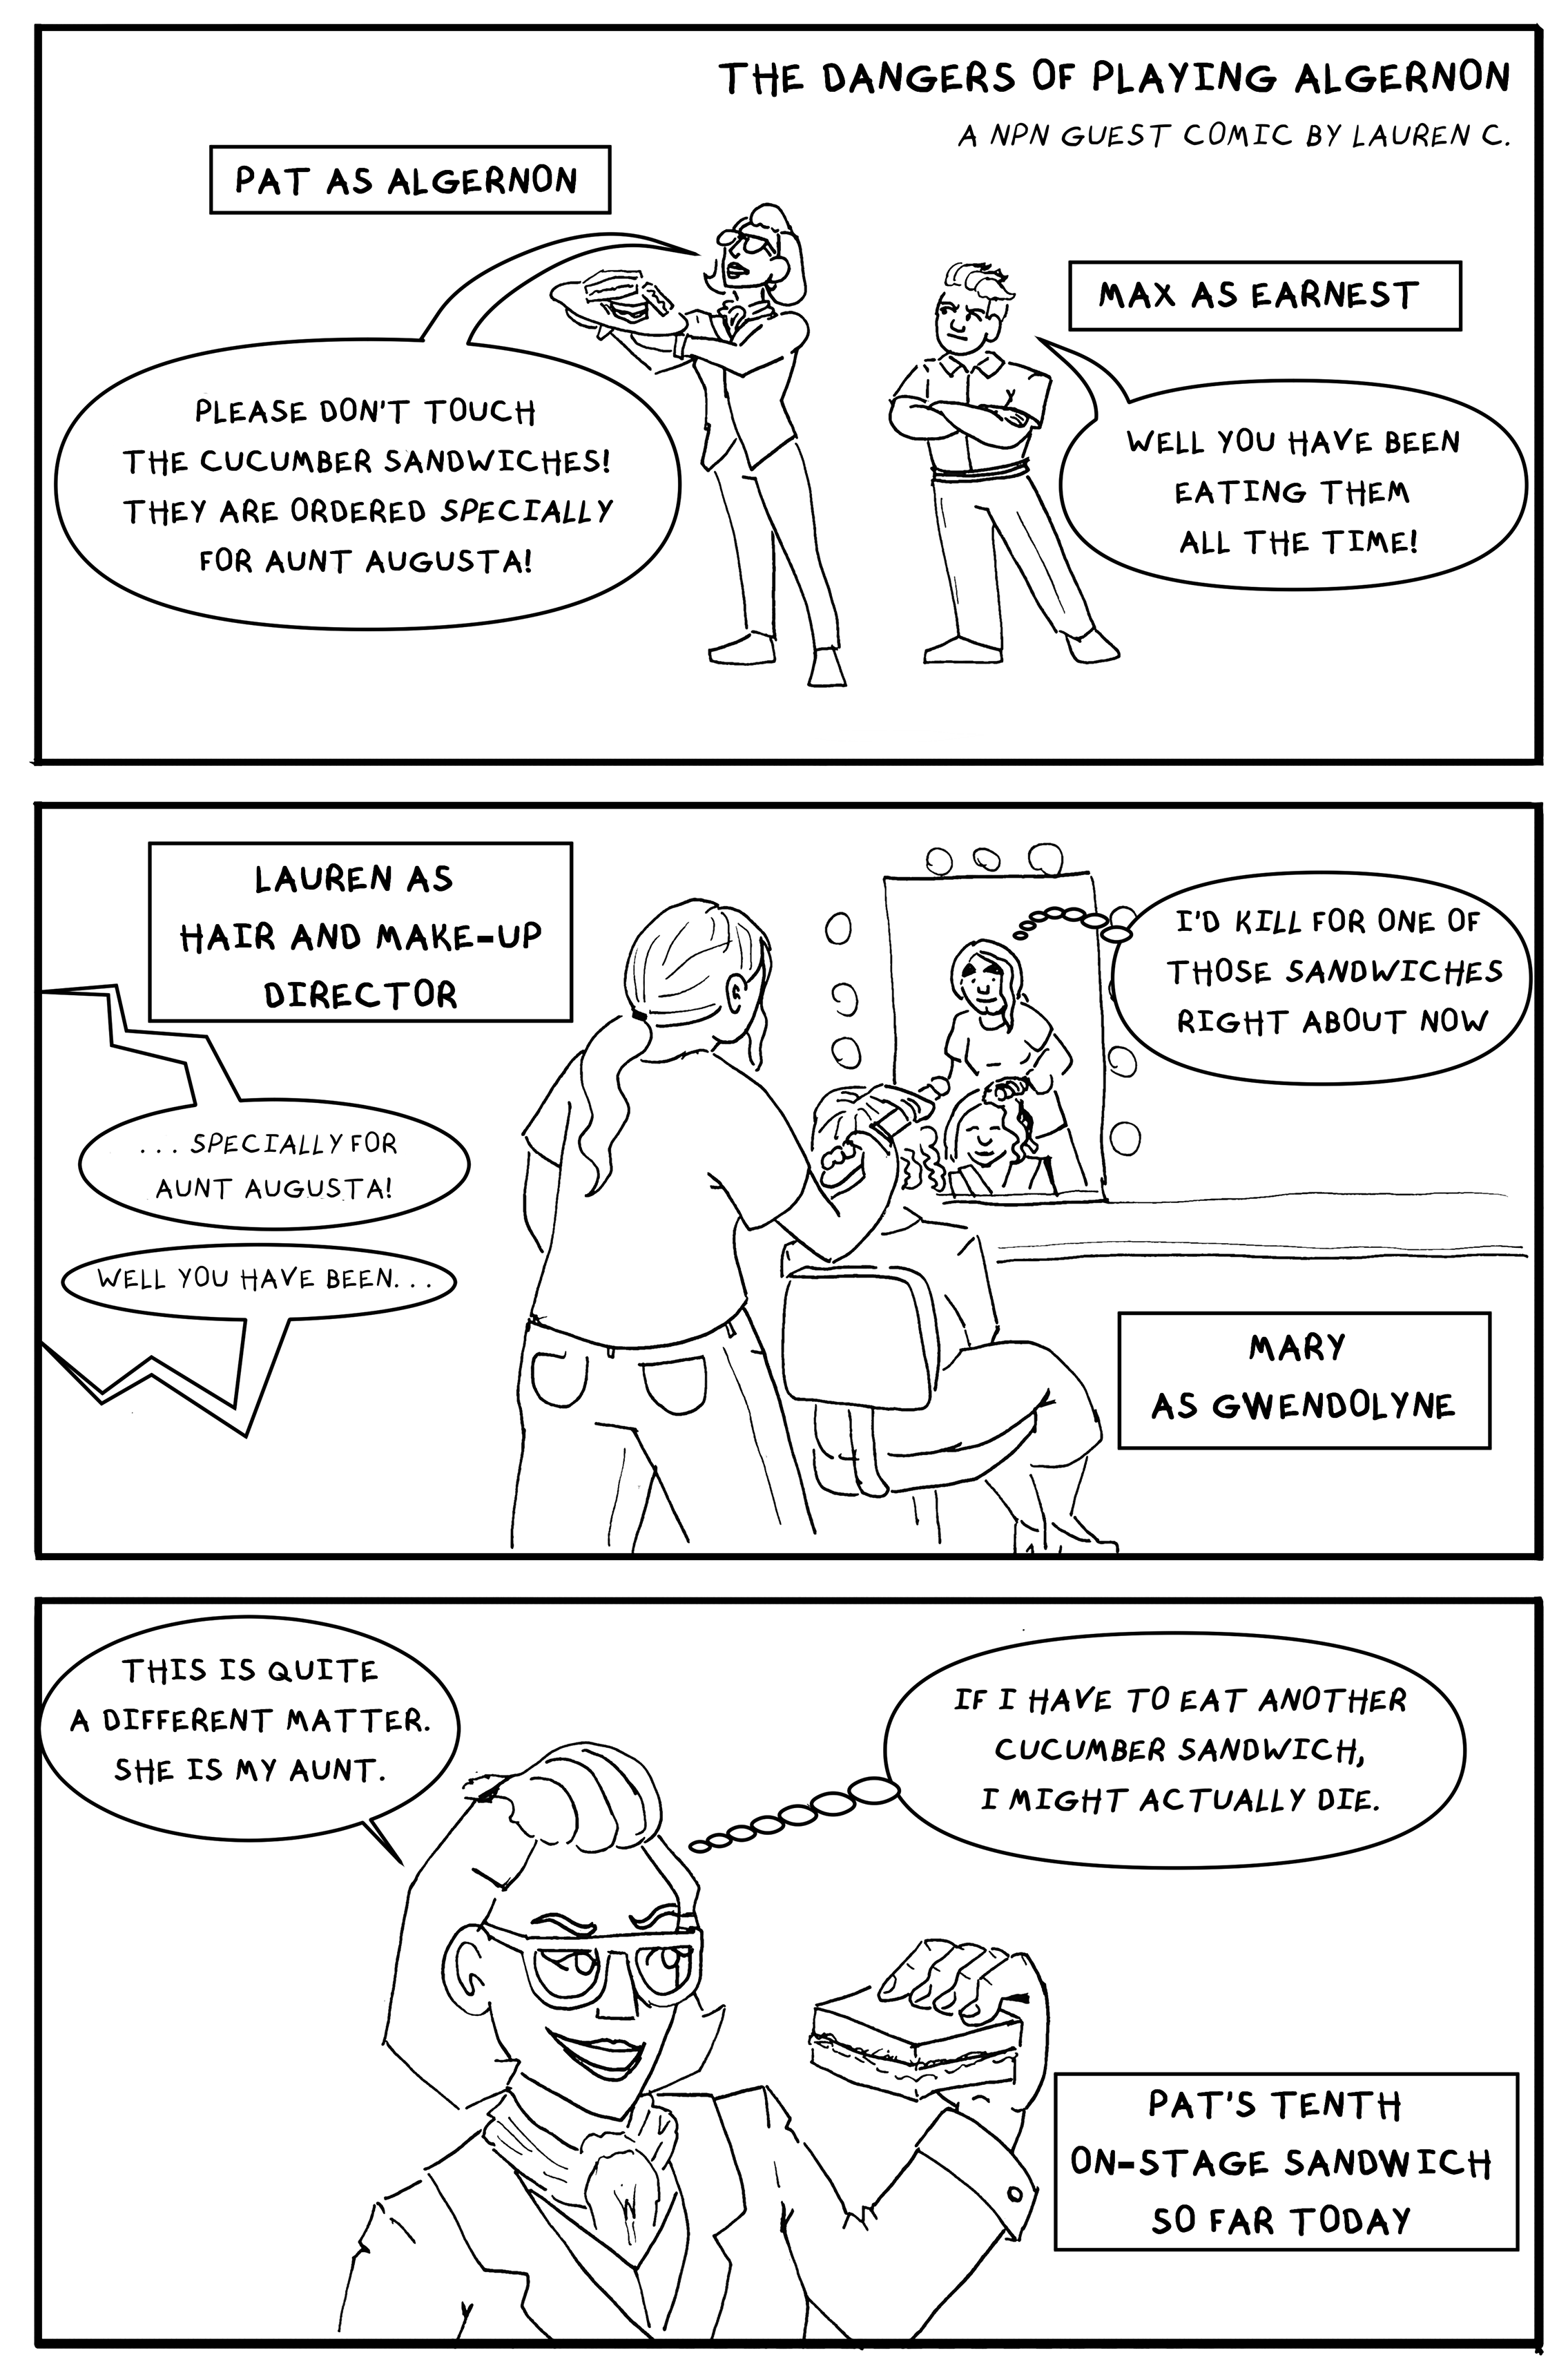 THE DANGERS OF PLAYING ALGERNON
A NPN GUEST COMIC BY LAUREN C.
PAT AS ALGERNON
PLEASE DON'T TOUCH
THE CUCUMBER SANDWICHES!
THEY ARE ORDERED SPECIALLY
FOR AUNT AUGUSTA!
MAX AS EARNEST
WELL YOU HAVE BEEN
EATING THEM
ALL THE TIME!
LAUREN AS
HAIR AND MAKE-UP
DIRECTOR
... SPECIALLY FOR
AUNT AUGUSTA!
WELL YOU HAVE BEEN...
I'D KILL FOR ONE OF
THOSE SANDWICHES
RIGHT ABOUT NOW
MARY
AS GWENDOLYNE
THIS IS QUITE
A DIFFERENT MATTER.
SHE IS MY AUNT.
IF I HAVE TO EAT ANOTHER
CUCUMBER SANDWICH,
I MIGHT ACTUALLY DIE.
PAT'S TENTH
ON-STAGE SANDWICH
SO FAR TODAY